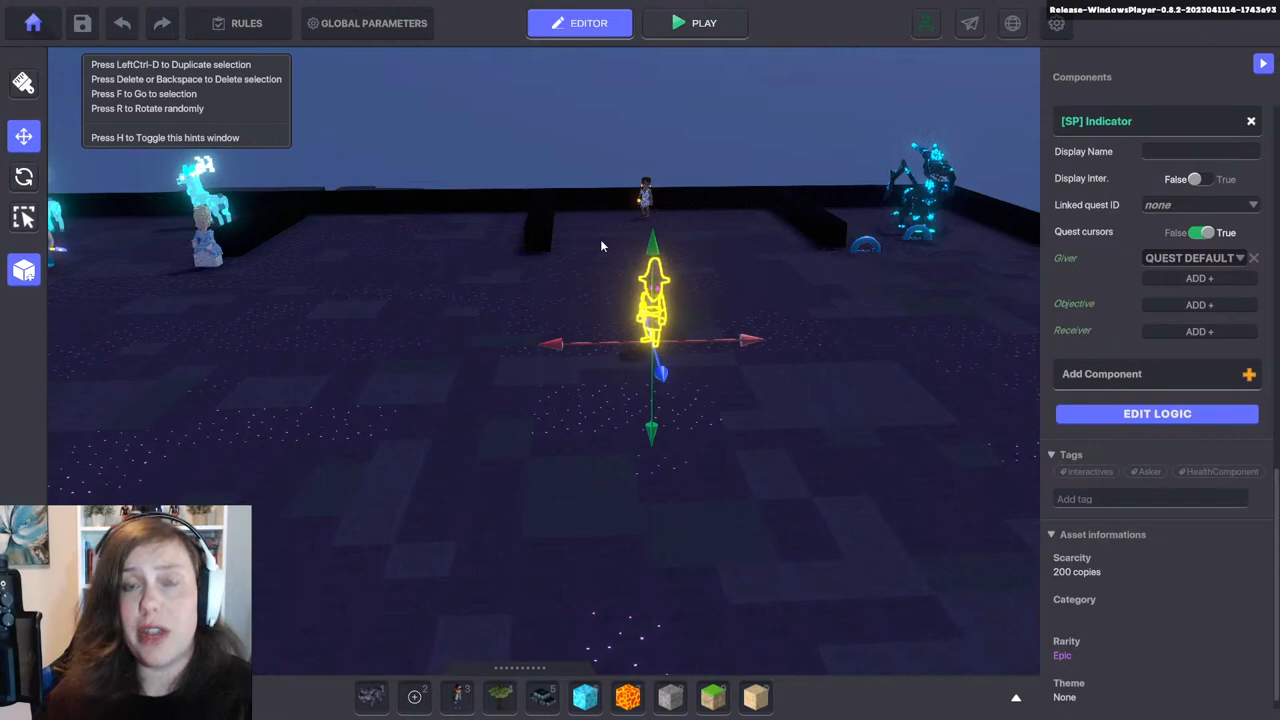 RULES
GLOBAL PARAMETERS
EDITOR
PLAY
Release-WindowsPlayer-0.8.2-2023041114-1743e93
Press LeftCtrl-D to Duplicate selection
Press Delete or Backspace to Delete selection
Press F to Go to selection
Press R to Rotate randomly
Press H to Toggle this hints window
Components
[SP] Indicator
Display Name
Display Inter. False True
Linked quest ID none
Quest cursors False True
Giver QUEST DEFAULT
ADD +
Objective ADD +
Receiver ADD +
Add Component
EDIT LOGIC
Tags
Interactives Asker HealthComponent
Add tag
Asset informations
Scarcity
200 copies
Category
Rarity
Epic
Theme
None
2 3 5